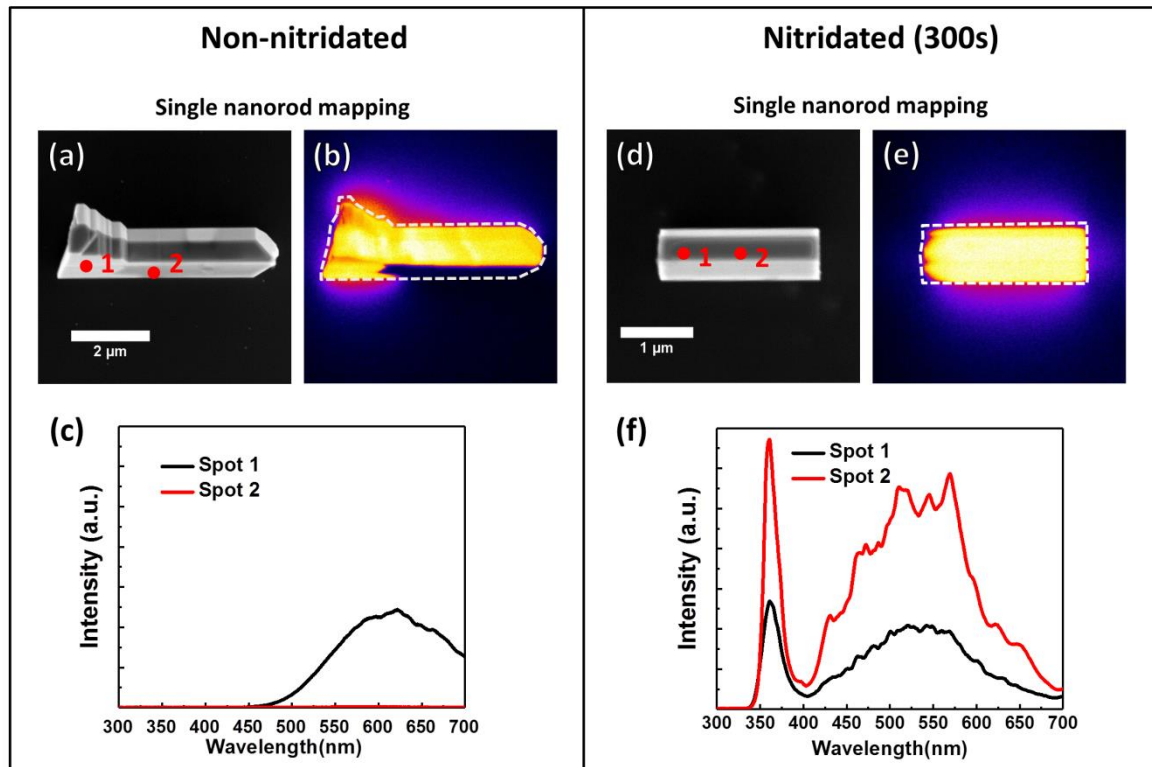 Non-nitridated
Single nanorod mapping
(a)
1
2
2 µm
(b)
(c)
Spot 1
Spot 2
Intensity (a.u.)
300 350 400 450 500 550 600 650 700
Wavelength(nm)
Nitridated (300s)
Single nanorod mapping
(d)
1
2
1 µm
(e)
(f)
Spot 1
Spot 2
Intensity (a.u.)
300 350 400 450 500 550 600 650 700
Wavelength(nm)